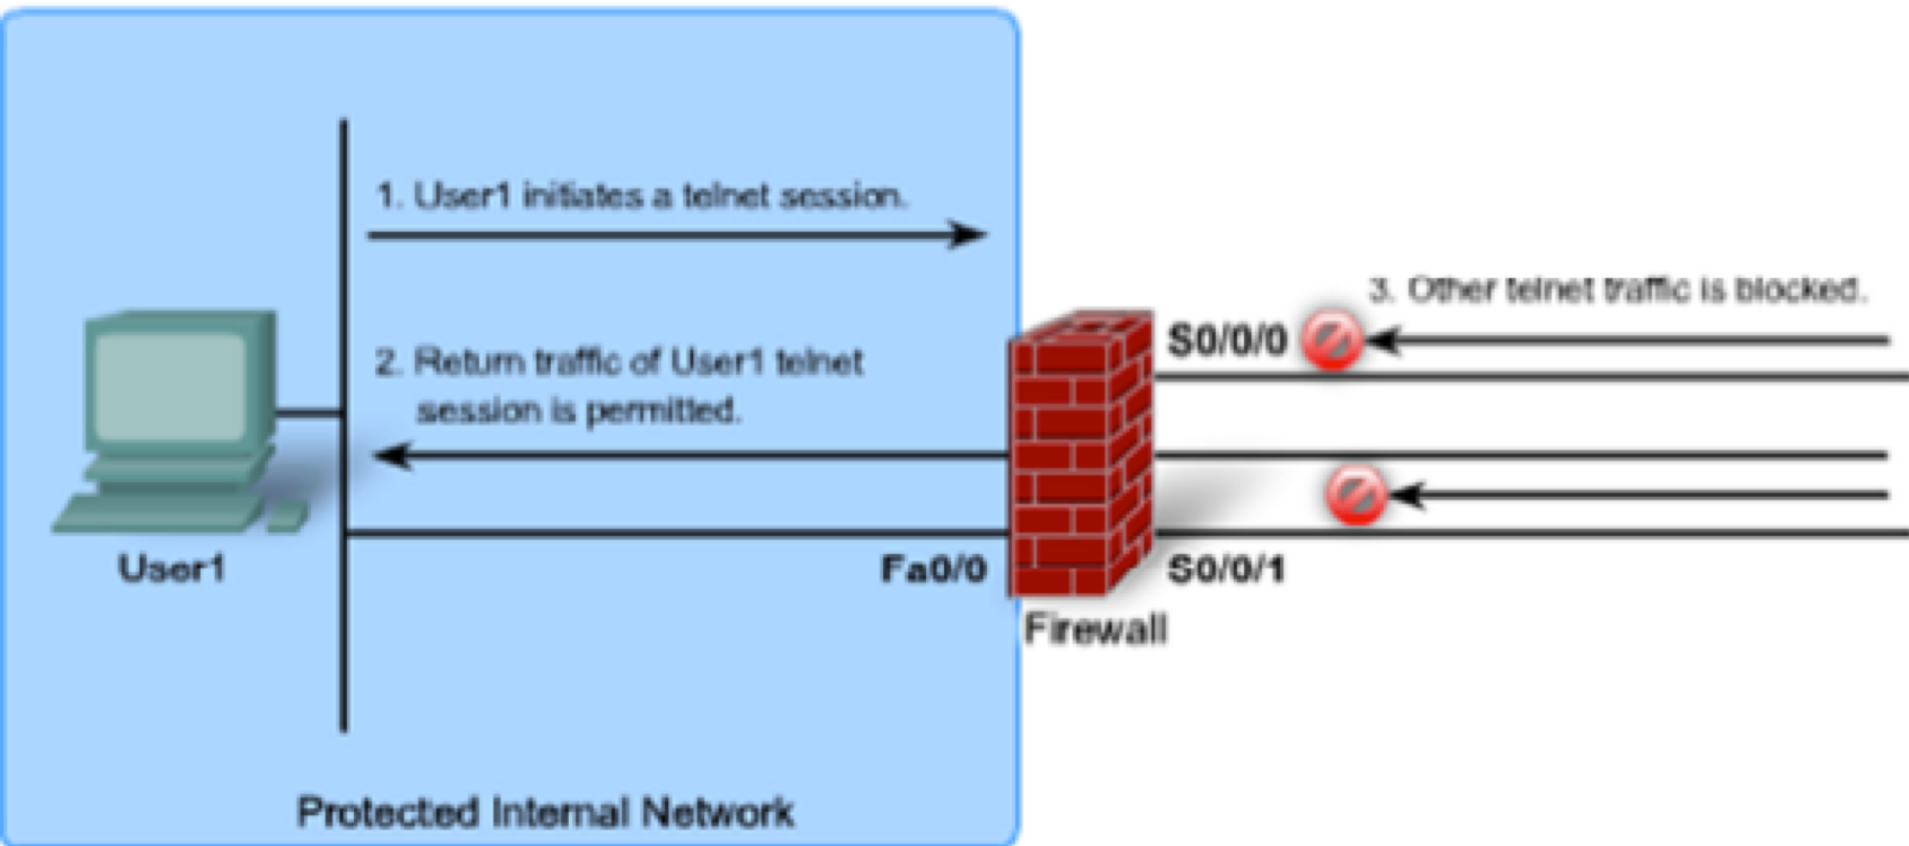 1. User1 initiates a telnet session.
3. Other telnet traffic is blocked.
S0/0/0
2. Return traffic of User1 telnet
session is permitted.
User1
Fa0/0
S0/0/1
Firewall
Protected Internal Network